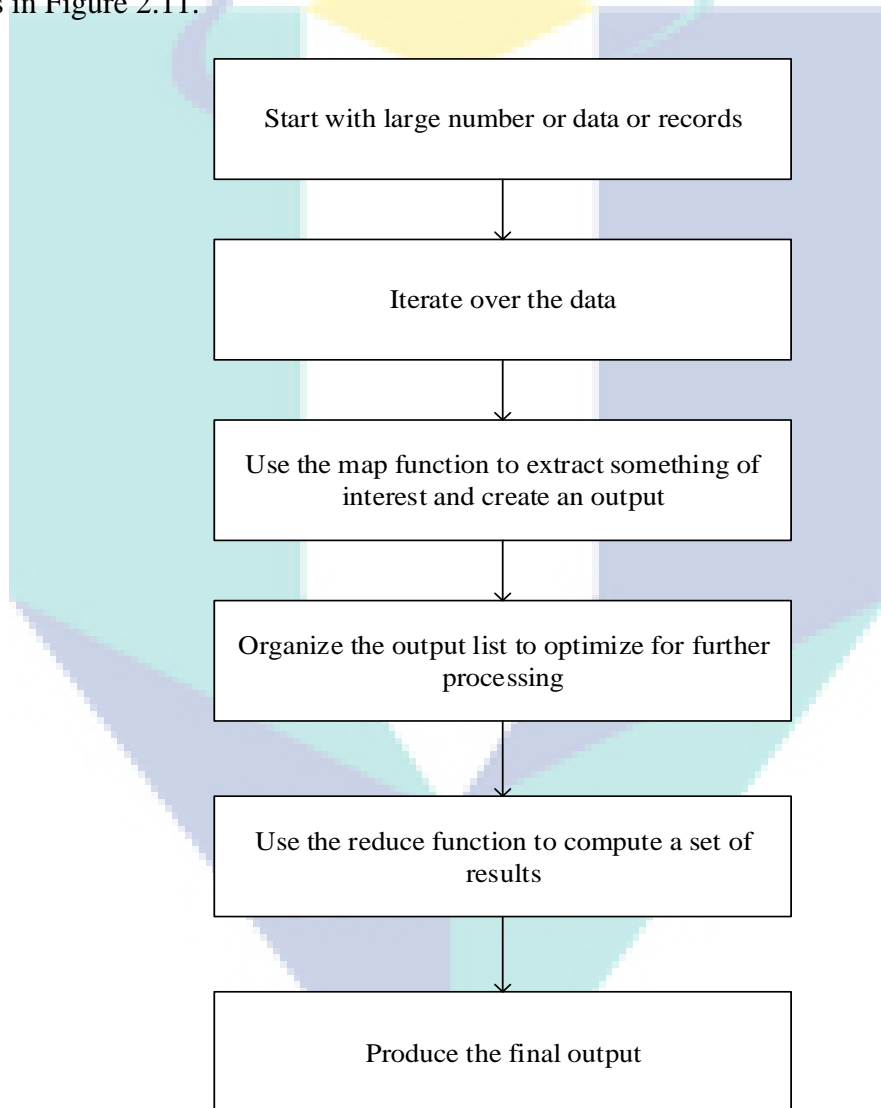 s in Figure 2.11.
Start with large number or data or records
Iterate over the data
Use the map function to extract something of
interest and create an output
Organize the output list to optimize for further
processing
Use the reduce function to compute a set of
results
Produce the final output